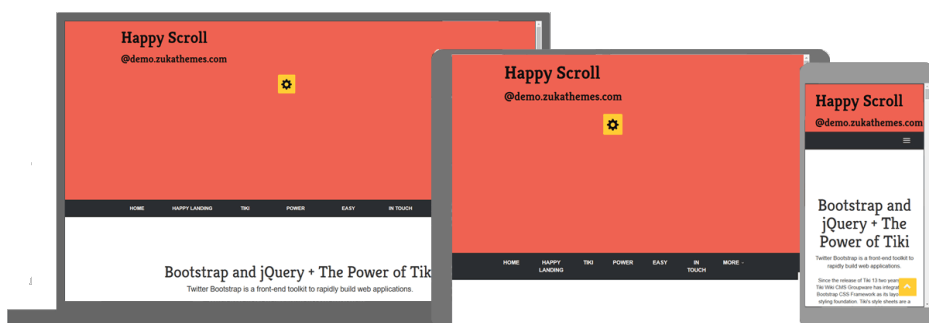 Happy Scroll
@demo.zukathemes.com
HOME HAPPY LANDING TIKI POWER EASY IN TOUCH
Bootstrap and jQuery + The Power of Tik
Twitter Bootstrap is a front-end toolkit to rapidly build web applications.
Happy Scroll
@demo.zukathemes.com
HOME HAPPY LANDING TIKI POWER EASY IN TOUCH MORE
Happy Scroll
@demo.zukathemes.com
Bootstrap and
jQuery + The
Power of Tiki
Twitter Bootstrap is a front-end toolkit to
rapidly build web applications.
Since the release of Tiki 13 two years
Tiki Wiki CMS Groupware has integrat
Bootstrap CSS Framework as its layo
styling foundation. Tiki's style sheets are a